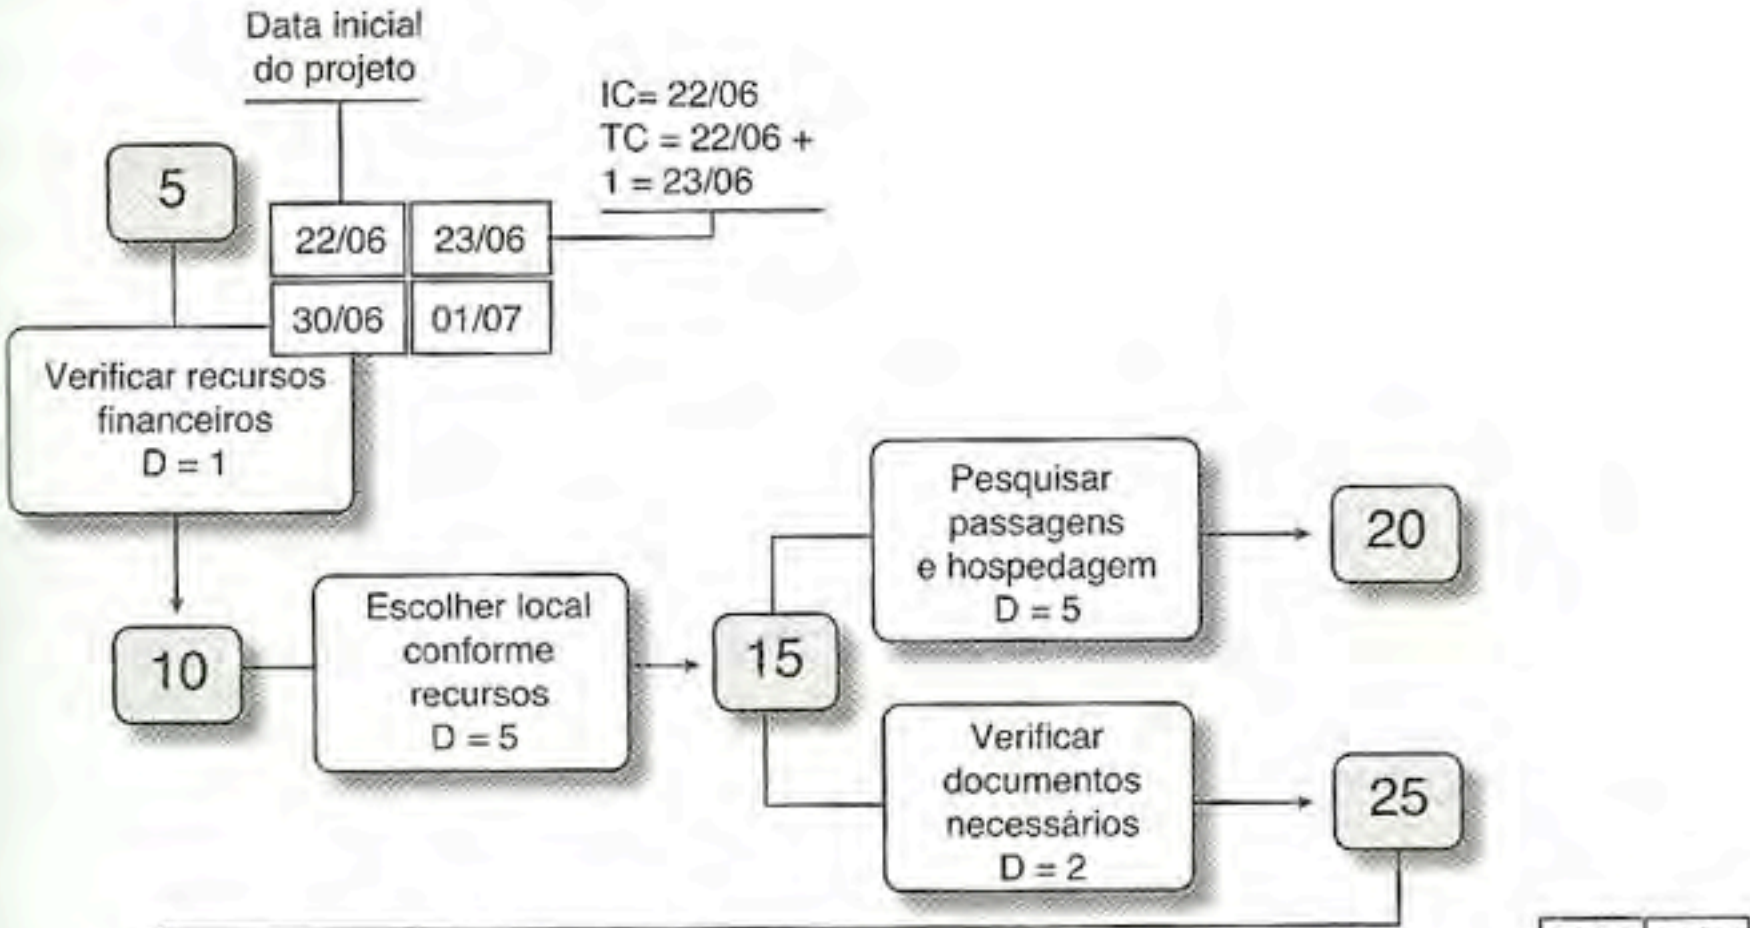 Data inicial
do projeto
IC= 22/06
TC = 22/06 +
1 = 23/06
5
22/06 23/06
30/06 01/07
Verificar recursos
financeiros
D = 1
10
Escolher local
conforme
recursos
D = 5
15
Pesquisar
passagens
e hospedagem
D = 5
20
Verificar
documentos
necessários
D = 2
25